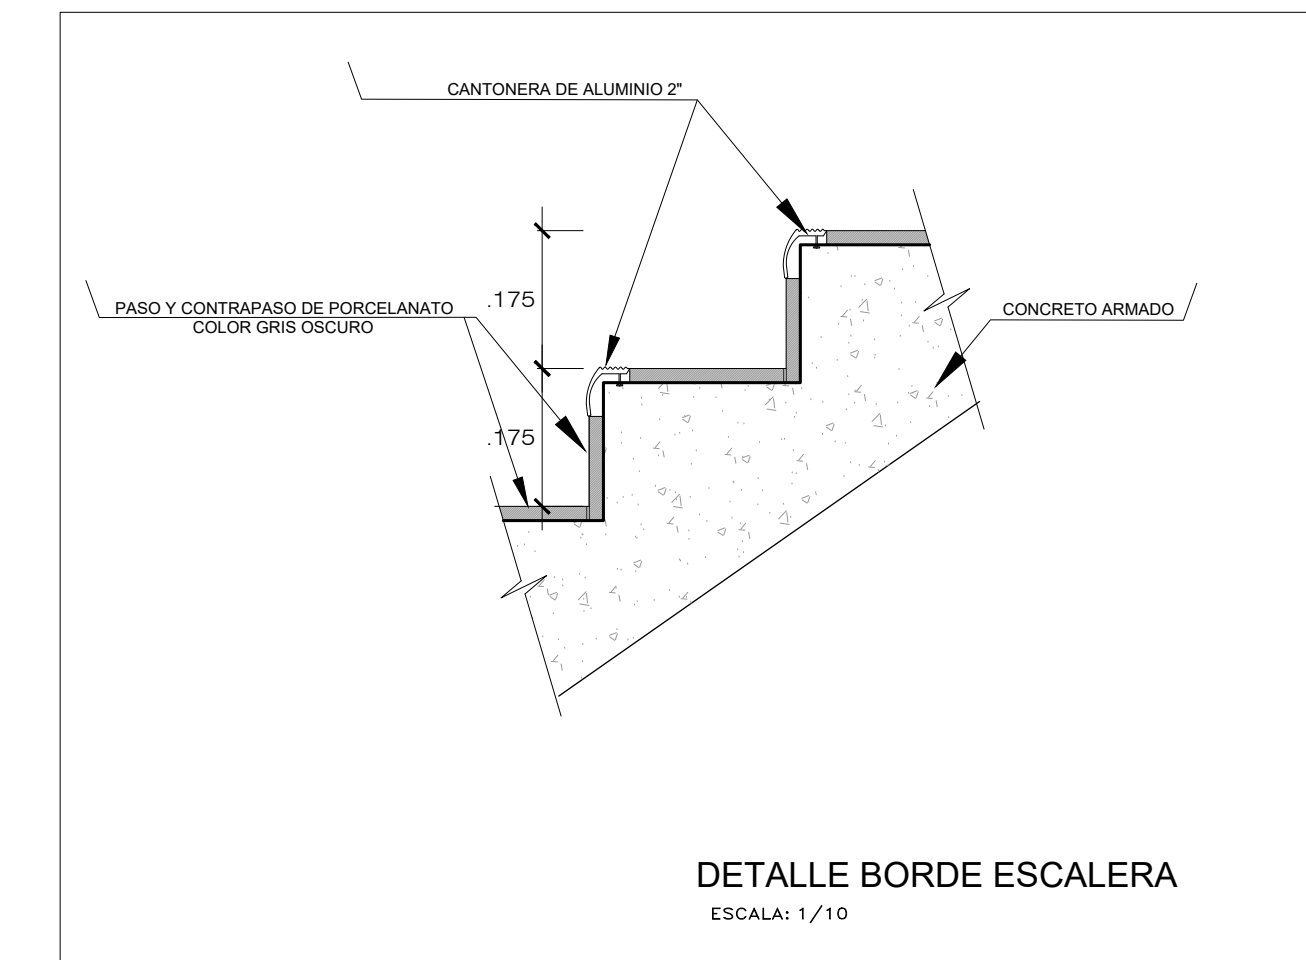 CANTONERA DE ALUMINIO 2"
.175
PASO Y CONTRAPASO DE PORCELANATO
COLOR GRIS OSCURO
CONCRETO ARMADO
.175
DETALLE BORDE ESCALERA
ESCALA: 1/10